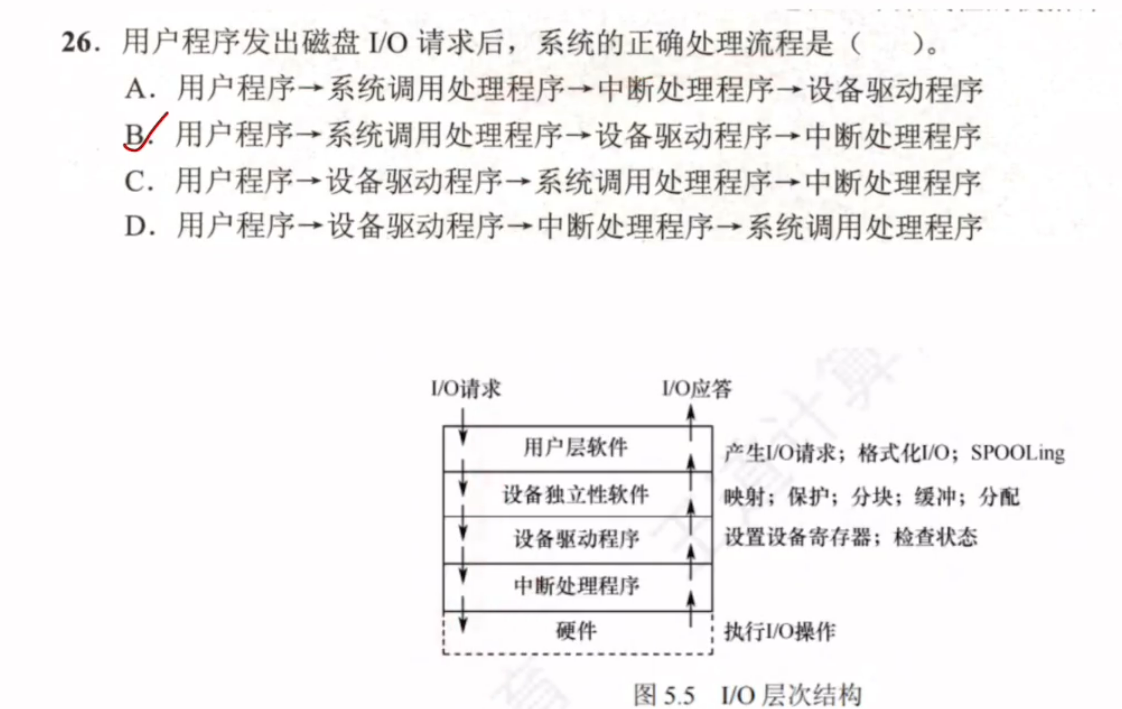 26. 用户程序发出磁盘 I/O 请求后，系统的正确处理流程是（　　）。
A. 用户程序→系统调用处理程序→中断处理程序→设备驱动程序
B. 用户程序→系统调用处理程序→设备驱动程序→中断处理程序
C. 用户程序→设备驱动程序→系统调用处理程序→中断处理程序
D. 用户程序→设备驱动程序→中断处理程序→系统调用处理程序
I/O请求 I/O应答
用户层软件 产生I/O请求；格式化I/O；SPOOLing
设备独立性软件 映射；保护；分块；缓冲；分配
设备驱动程序 设置设备寄存器；检查状态
中断处理程序
硬件 执行I/O操作
图 5.5 I/O 层次结构